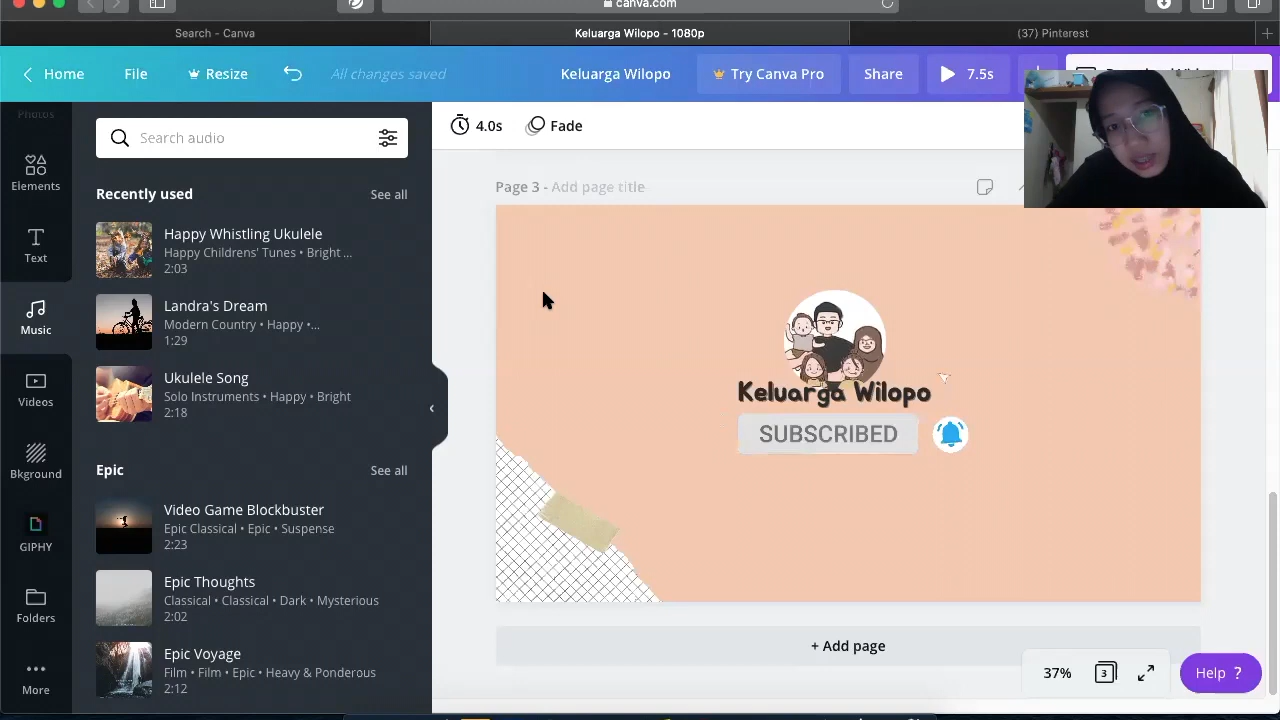 canva.com
Search - Canva
Keluarga Wilopo - 1080p
(37) Pinterest
Home
File
Resize
All changes saved
Keluarga Wilopo
Try Canva Pro
Share
7.5s
Photos
Elements
Text
Music
Videos
Bkground
GIPHY
Folders
More
Search audio
Recently used
See all
Happy Whistling Ukulele
Happy Childrens' Tunes • Bright ...
2:03
Landra's Dream
Modern Country • Happy •...
1:29
Ukulele Song
Solo Instruments • Happy • Bright
2:18
Epic
See all
Video Game Blockbuster
Epic Classical • Epic • Suspense
2:23
Epic Thoughts
Classical • Classical • Dark • Mysterious
2:02
Epic Voyage
Film • Film • Epic • Heavy & Ponderous
2:12
4.0s
Fade
Page 3 - Add page title
Keluarga Wilopo
SUBSCRIBED
+ Add page
37%
3
Help ?